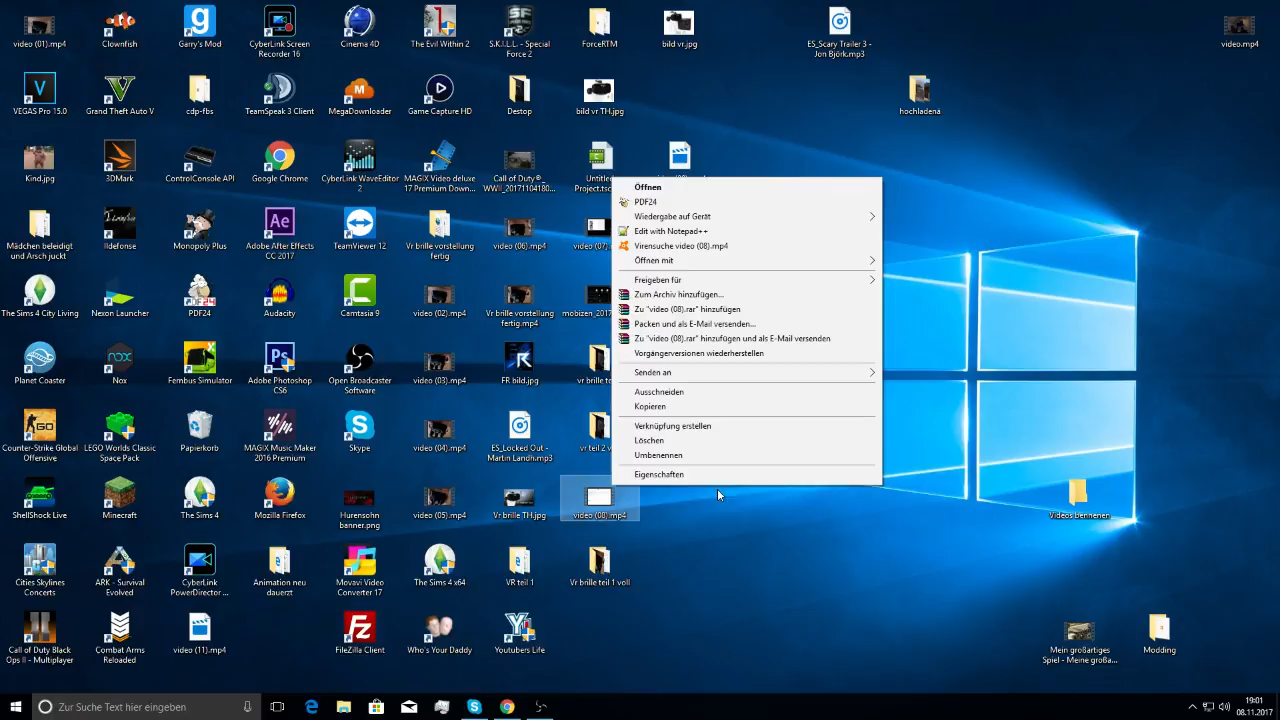 video (01).mp4
Clownfish
Garry's Mod
CyberLink Screen
Recorder 16
Cinema 4D
The Evil Within 2
S.K.I.L.L. - Special
Force 2
ForceRTM
bild vr.jpg
ES_Scary Trailer 3 -
Jon Björk.mp3
video.mp4
VEGAS Pro 15.0
Grand Theft Auto V
cdp-fbs
TeamSpeak 3 Client
MegaDownloader
Game Capture HD
Destop
bild vr TH.jpg
hochladena
Kind.jpg
3DMark
ControlConsole API
Google Chrome
CyberLink WaveEditor
2
MAGIX Video deluxe
17 Premium Down...
Call of Duty®
WWII_20171104180...
Project.tsc
Mädchen beleidigt
und Arsch juckt
Ildefonse
Monopoly Plus
Adobe After Effects
CC 2017
TeamViewer 12
Vr brille vorstellung
fertig
video (06).mp4
video (07).
The Sims 4 City Living
Nexon Launcher
PDF24
Audacity
Camtasia 9
video (02).mp4
Vr brille vorstellung
fertig.mp4
mobizen_2017
Planet Coaster
Nox
Fernbus Simulator
Adobe Photoshop
CS6
Open Broadcaster
Software
video (03).mp4
FR bild.jpg
vr brille te
Counter-Strike Global
Offensive
LEGO Worlds Classic
Space Pack
Papierkorb
MAGIX Music Maker
2016 Premium
Skype
video (04).mp4
ES_Locked Out -
Martin Landh.mp3
vr teil 2 v
ShellShock Live
Minecraft
The Sims 4
Mozilla Firefox
Hurensohn
banner.png
video (05).mp4
Vr brille TH.jpg
video (08).mp4
Videos bennenen
Cities Skylines
Concerts
ARK - Survival
Evolved
CyberLink
PowerDirector ...
Animation neu
dauerzt
Movavi Video
Converter 17
The Sims 4 x64
VR teil 1
Vr brille teil 1 voll
Call of Duty Black
Ops II - Multiplayer
Combat Arms
Reloaded
video (11).mp4
FileZilla Client
Who's Your Daddy
Youtubers Life
Mein großartiges
Spiel - Meine großa...
Modding
Öffnen
PDF24
Wiedergabe auf Gerät
Edit with Notepad++
Virensuche video (08).mp4
Öffnen mit
Freigeben für
Zum Archiv hinzufügen...
Zu "video (08).rar" hinzufügen
Packen und als E-Mail versenden...
Zu "video (08).rar" hinzufügen und als E-Mail versenden
Vorgängerversionen wiederherstellen
Senden an
Ausschneiden
Kopieren
Verknüpfung erstellen
Löschen
Umbenennen
Eigenschaften
Zur Suche Text hier eingeben
19:01
08.11.2017